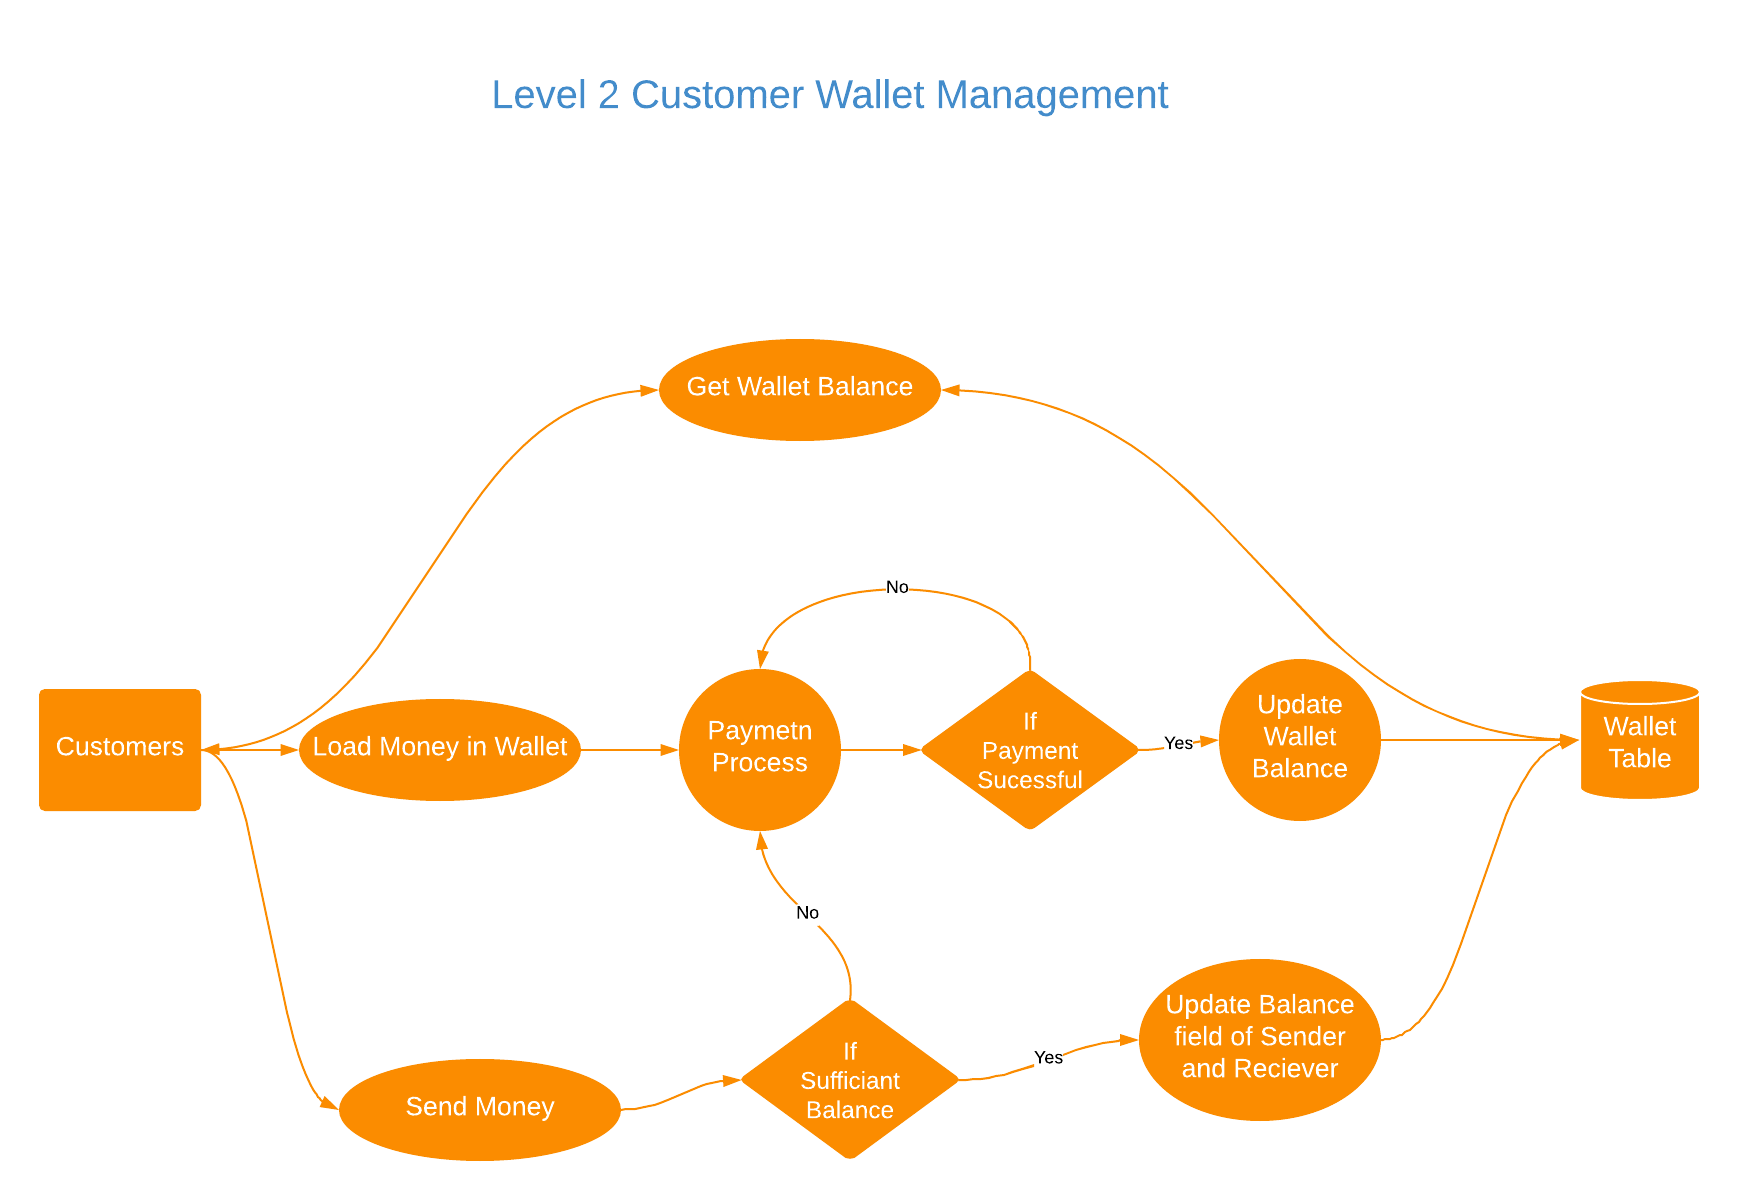 Level 2 Customer Wallet Management
Get Wallet Balance
No
Customers
Load Money in Wallet
Paymetn
Process
If
Payment
Sucessful
Yes
Update
Wallet
Balance
Wallet
Table
No
Send Money
If
Sufficiant
Balance
Yes
Update Balance
field of Sender
and Reciever